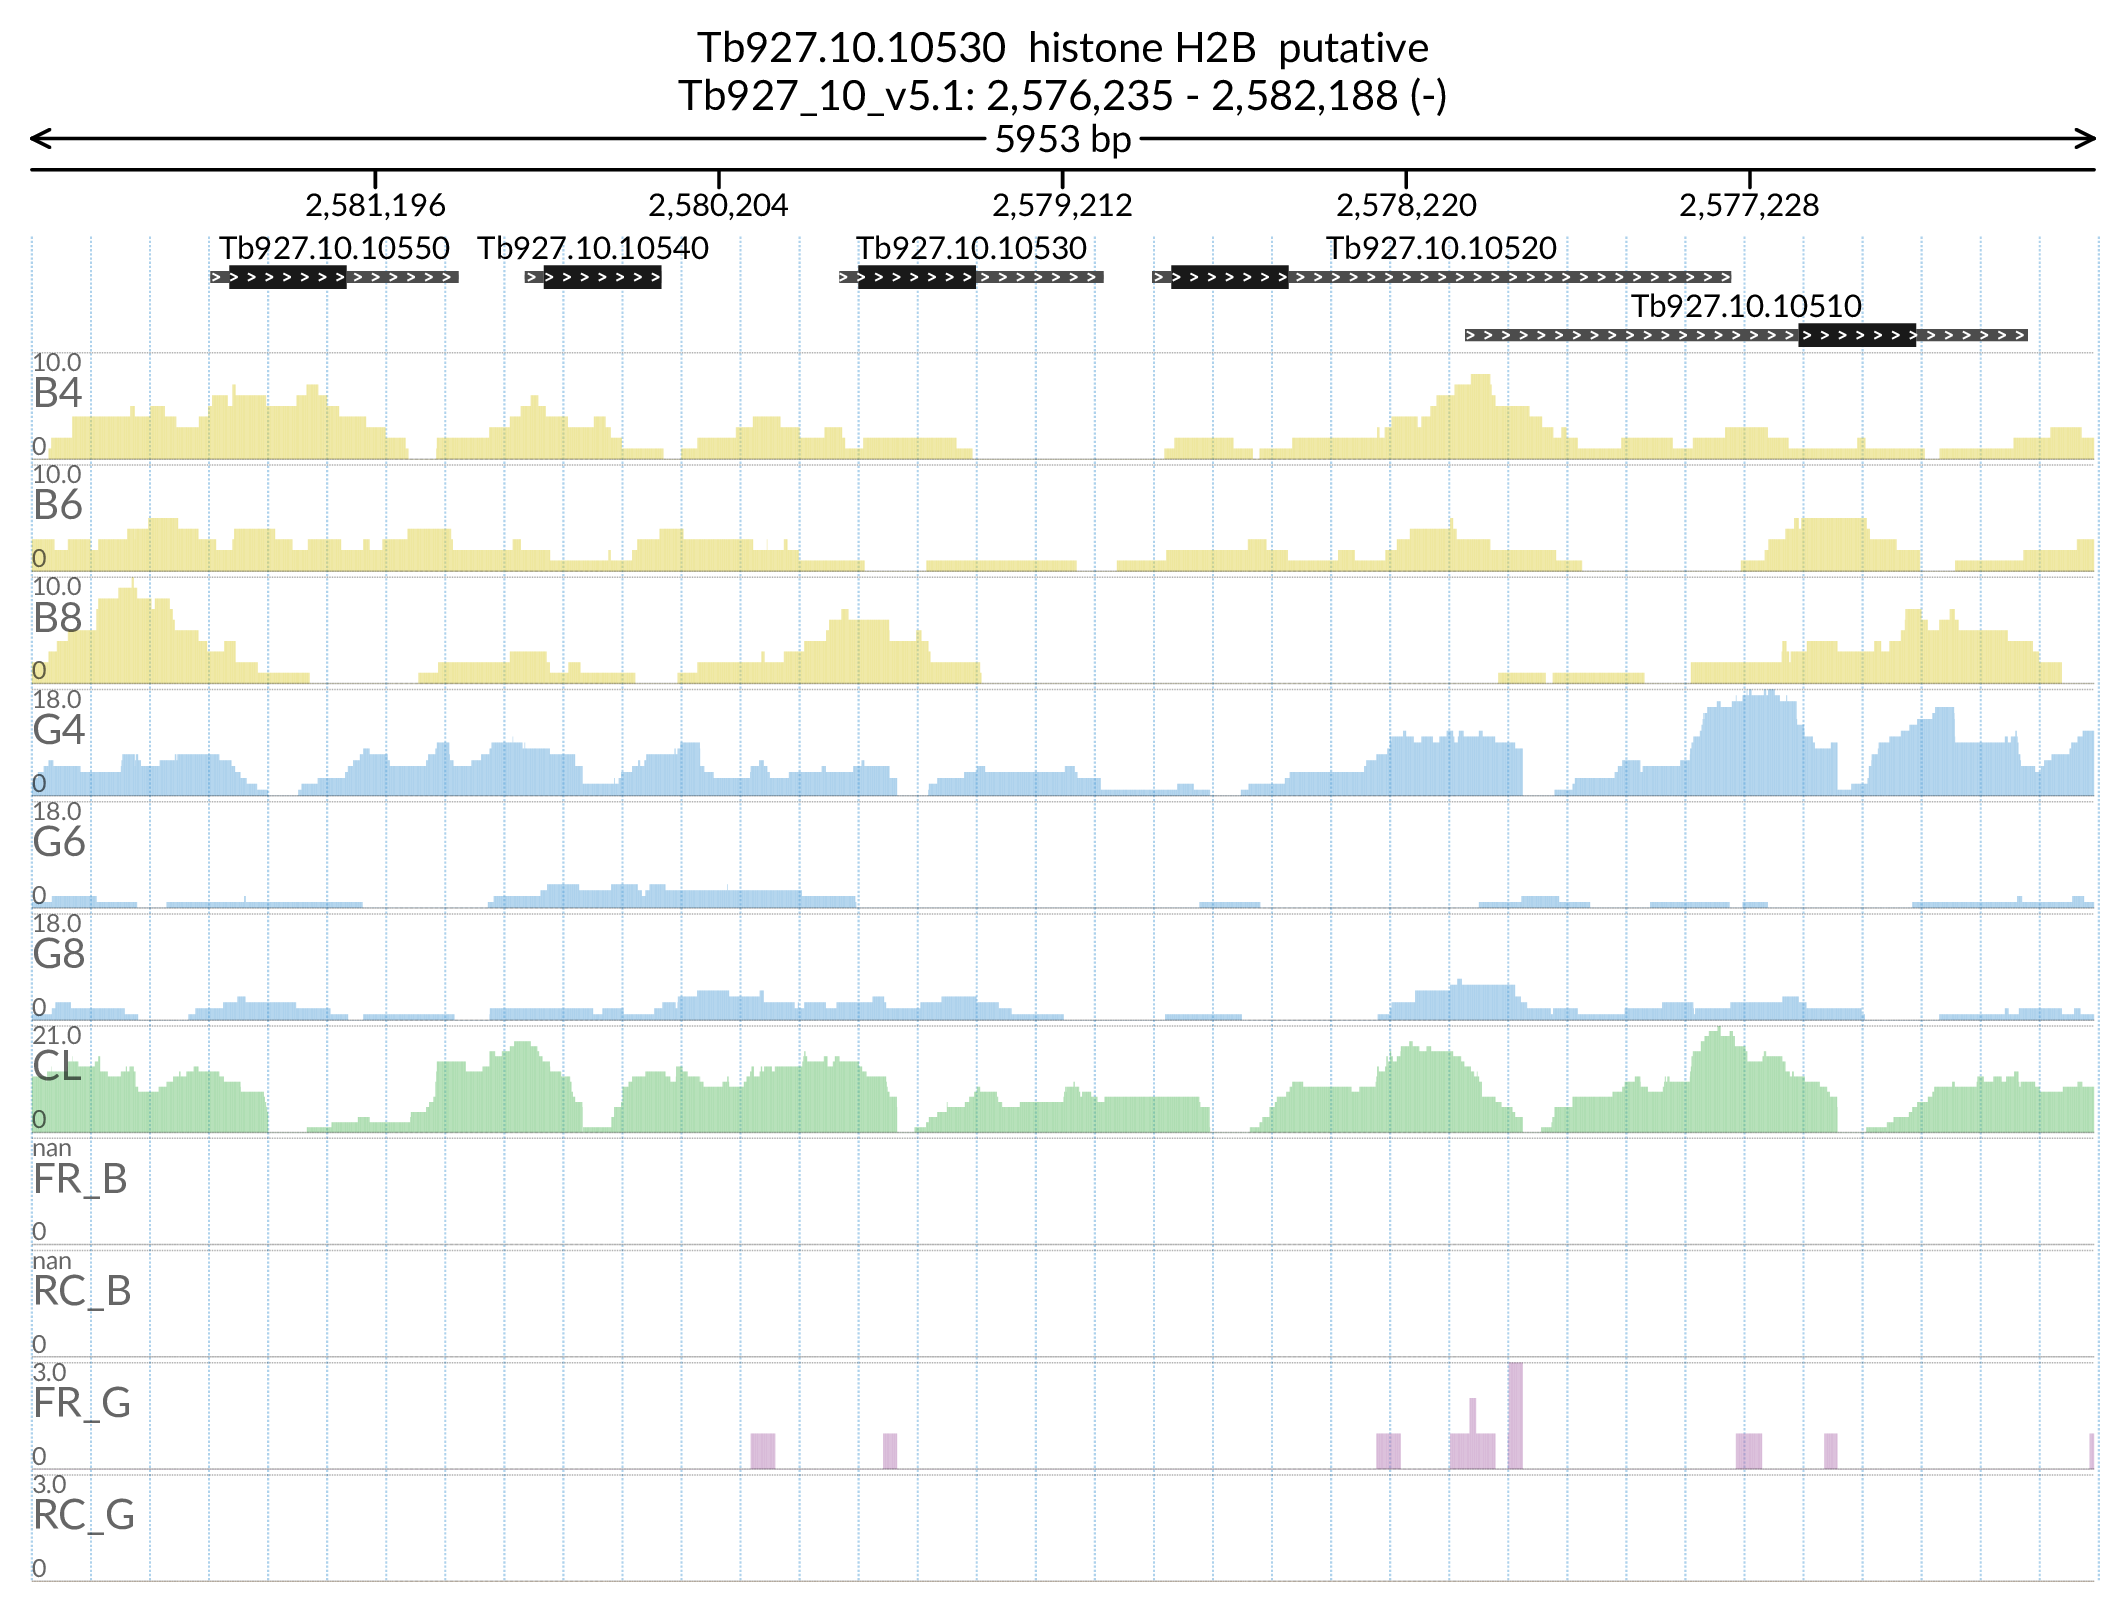 Tb927.10.10530  histone H2B  putative
Tb927_10_v5.1: 2,576,235 - 2,582,188 (-)
5953 bp
2,581,196 2,580,204 2,579,212 2,578,220 2,577,228
Tb927.10.10550 Tb927.10.10540 Tb927.10.10530 Tb927.10.10520
Tb927.10.10510
10.0
B4
0
10.0
B6
0
10.0
B8
0
18.0
G4
0
18.0
G6
0
18.0
G8
0
21.0
CL
0
nan
FR_B
0
nan
RC_B
0
3.0
FR_G
0
3.0
RC_G
0